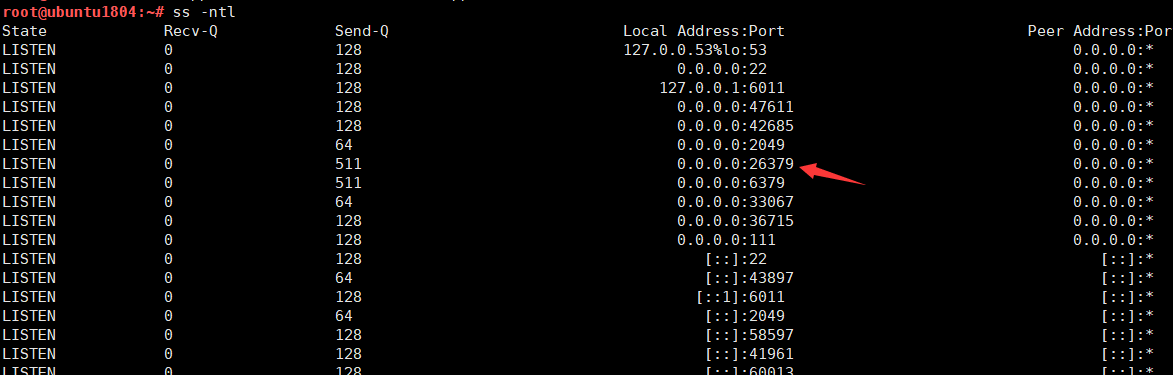 root@ubuntu1804:~# ss -ntl
State Recv-Q Send-Q Local Address:Port Peer Address:Por
LISTEN 0 128 127.0.0.53%lo:53 0.0.0.0:*
LISTEN 0 128 0.0.0.0:22 0.0.0.0:*
LISTEN 0 128 127.0.0.1:6011 0.0.0.0:*
LISTEN 0 128 0.0.0.0:47611 0.0.0.0:*
LISTEN 0 128 0.0.0.0:42685 0.0.0.0:*
LISTEN 0 64 0.0.0.0:2049 0.0.0.0:*
LISTEN 0 511 0.0.0.0:26379 0.0.0.0:*
LISTEN 0 511 0.0.0.0:6379 0.0.0.0:*
LISTEN 0 64 0.0.0.0:33067 0.0.0.0:*
LISTEN 0 128 0.0.0.0:36715 0.0.0.0:*
LISTEN 0 128 0.0.0.0:111 0.0.0.0:*
LISTEN 0 128 [::]:22 [::]:*
LISTEN 0 64 [::]:43897 [::]:*
LISTEN 0 128 [::1]:6011 [::]:*
LISTEN 0 64 [::]:2049 [::]:*
LISTEN 0 128 [::]:58597 [::]:*
LISTEN 0 128 [::]:41961 [::]:*
LISTEN 0 128 [::]:60013 [::]:*